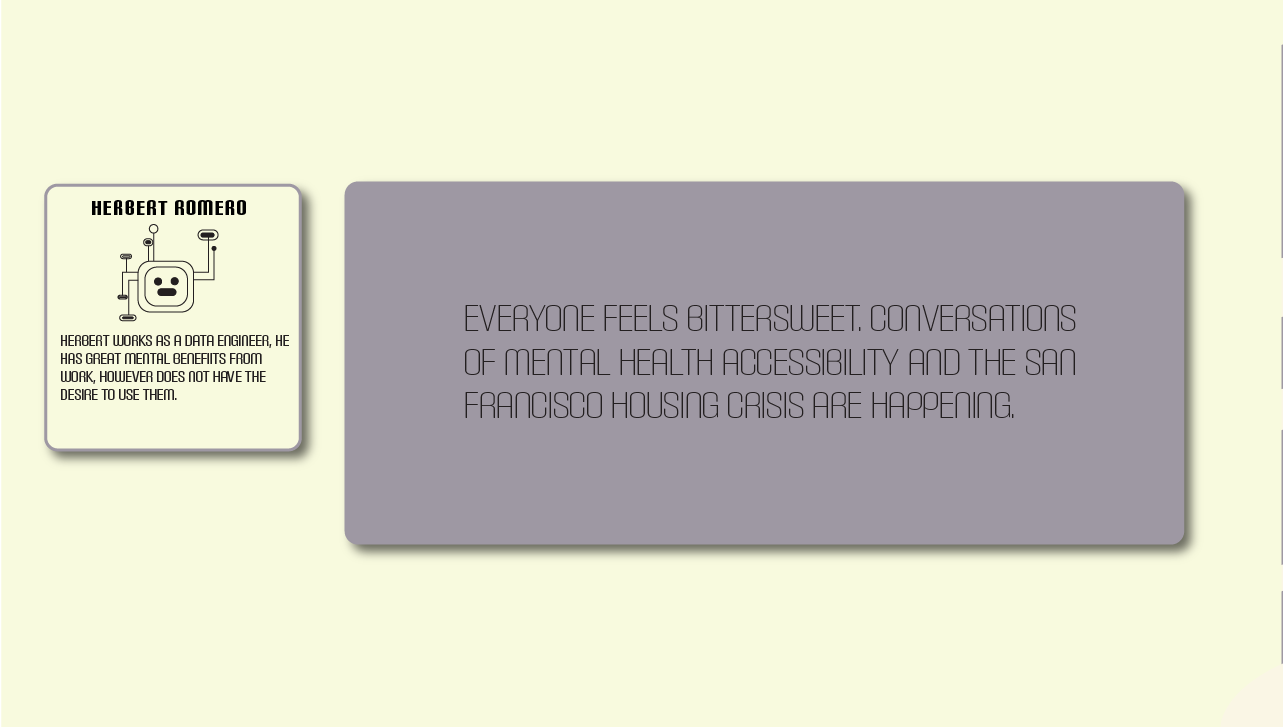 HERBERT ROMERO
HERBERT WORKS AS A DATA ENGINEER, HE
HAS GREAT MENTAL BENEFITS FROM
WORK, HOWEVER DOES NOT HAVE THE
DESIRE TO USE THEM.
EVERYONE FEELS BITTERSWEET. CONVERSATIONS
OF MENTAL HEALTH ACCESSIBILITY AND THE SAN
FRANCISCO HOUSING CRISIS ARE HAPPENING.